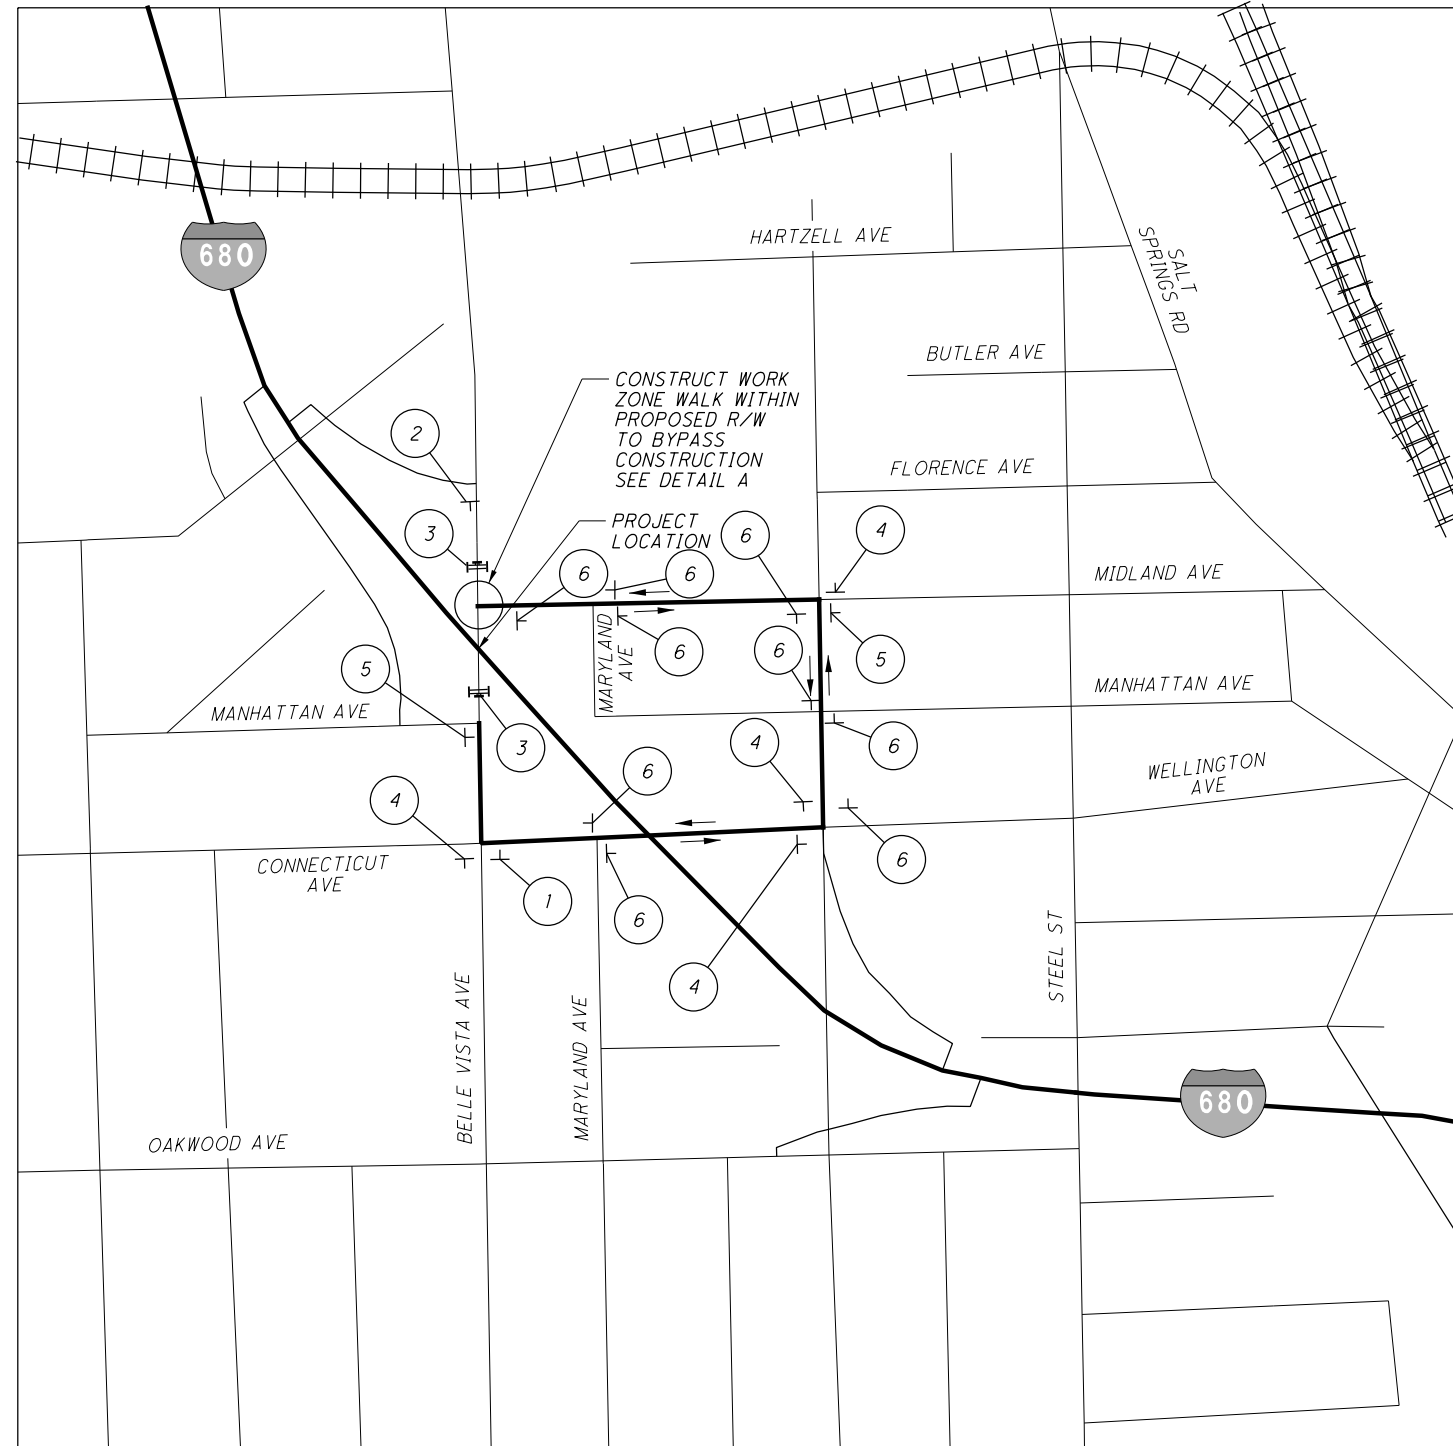 680
HARTZELL AVE
SALT
SPRINGS RD
BUTLER AVE
CONSTRUCT WORK
ZONE WALK WITHIN
PROPOSED R/W
TO BYPASS
CONSTRUCTION
SEE DETAIL A
2
FLORENCE AVE
PROJECT
LOCATION
3
6
4
6
6
MIDLAND AVE
MARYLAND
AVE
6
6
5
5
MANHATTAN AVE
MANHATTAN AVE
3
4
6
WELLINGTON
AVE
6
4
CONNECTICUT
AVE
1
6
6
4
STEEL ST
BELLE VISTA AVE
MARYLAND AVE
680
OAKWOOD AVE